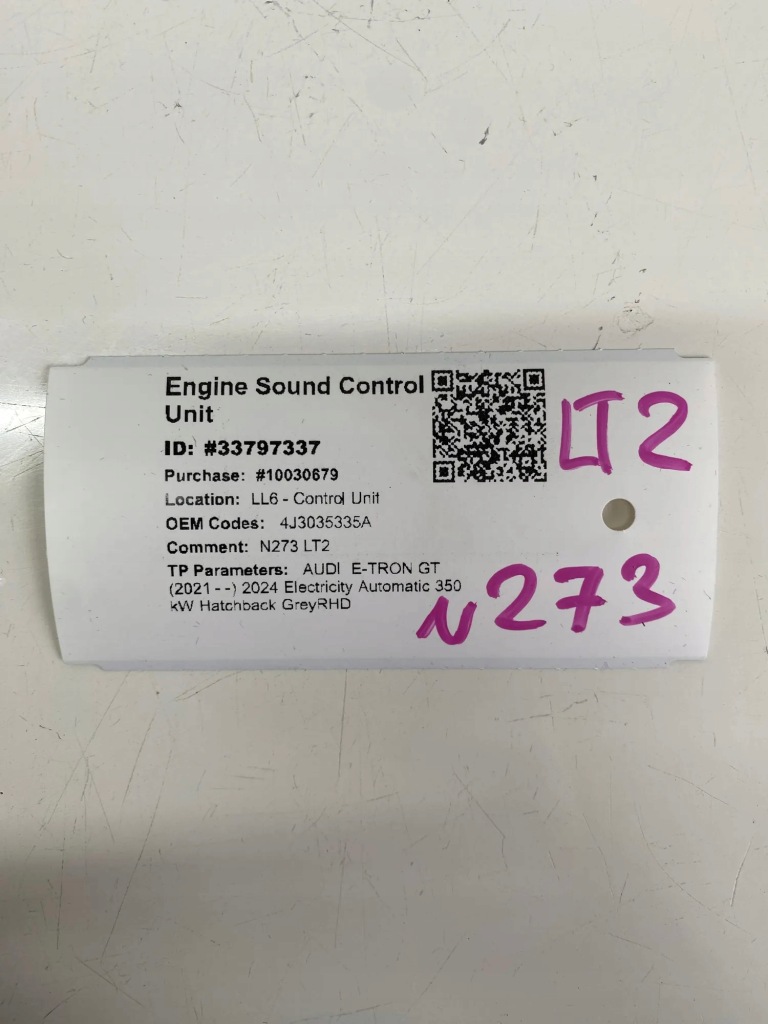 Engine Sound Control
Unit
ID: #33797337
Purchase: #10030679
Location: LL6 - Control Unit
OEM Codes: 4J3035335A
Comment: N273 LT2
TP Parameters: AUDI E-TRON GT
(2021 - -) 2024 Electricity Automatic 350
kW Hatchback GreyRHD
LT2
N273